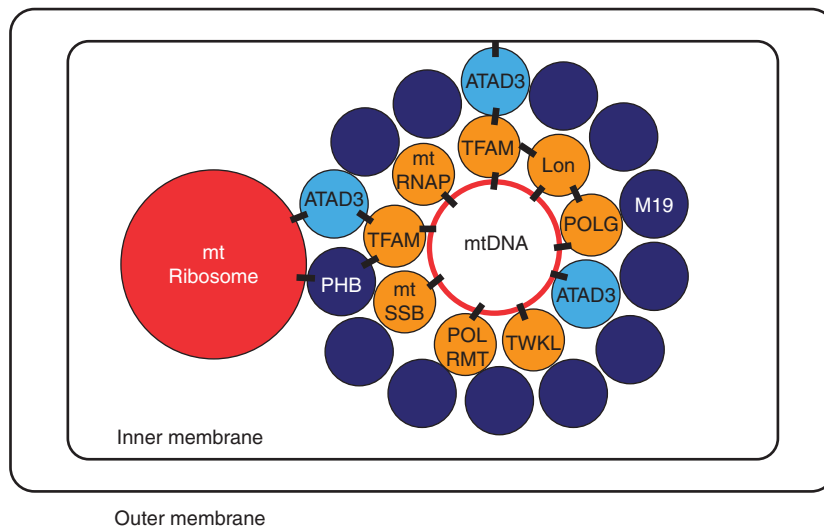 ATAD3
TFAM
Lon
mt
RNAP
ATAD3
M19
POLG
TFAM
mtDNA
mt
Ribosome
PHB
mt
SSB
ATAD3
POL
RMT
TWKL
Inner membrane
Outer membrane